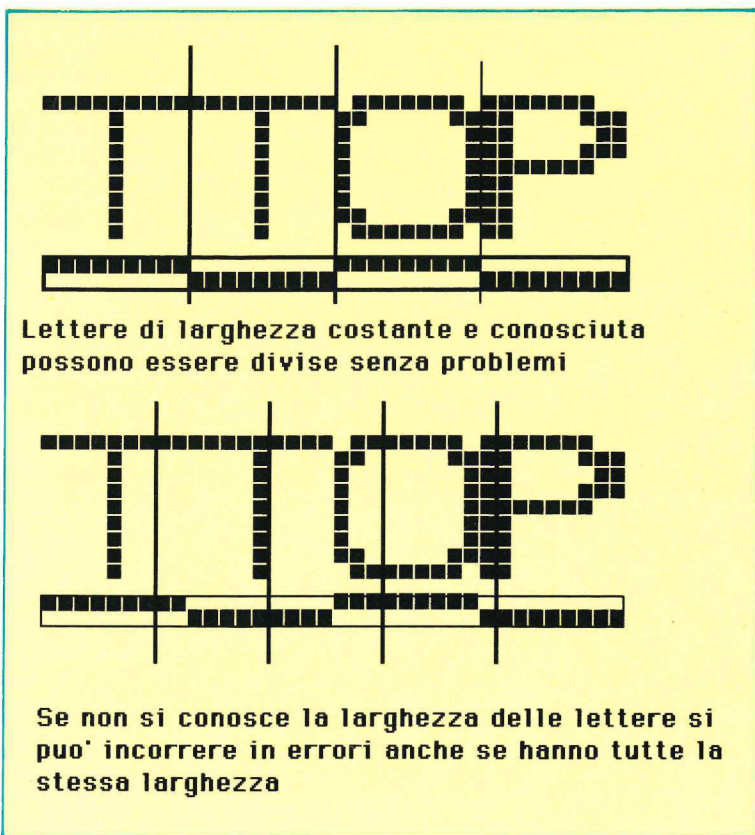 TTOP
Lettere di larghezza costante e conosciuta
possono essere divise senza problemi
TTOP
Se non si conosce la larghezza delle lettere si
puo' incorrere in errori anche se hanno tutte la
stessa larghezza